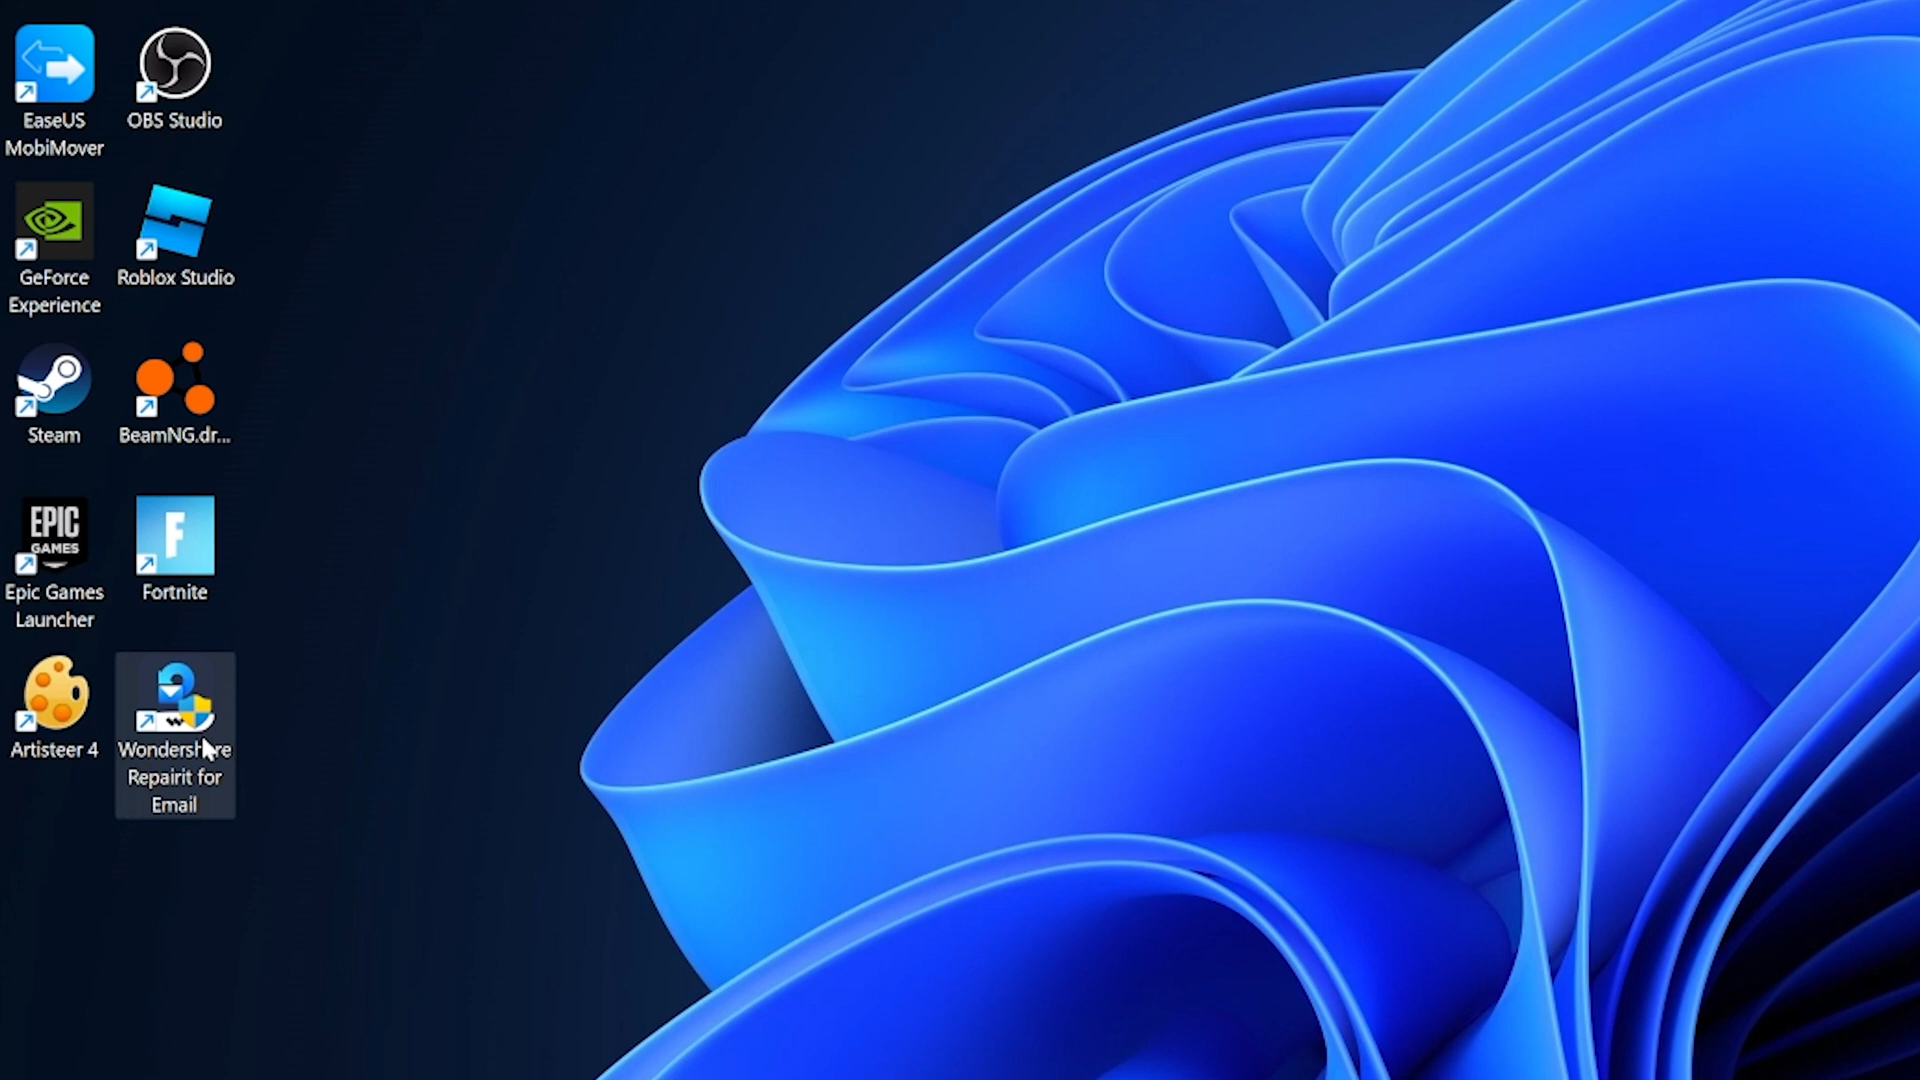 EaseUS
MobiMover
OBS Studio
GeForce
Experience
Roblox Studio
Steam
BeamNG.dr...
EPIC
GAMES
Epic Games
Launcher
F
Fortnite
Artisteer 4
W
Wondershare
Repairit for
Email